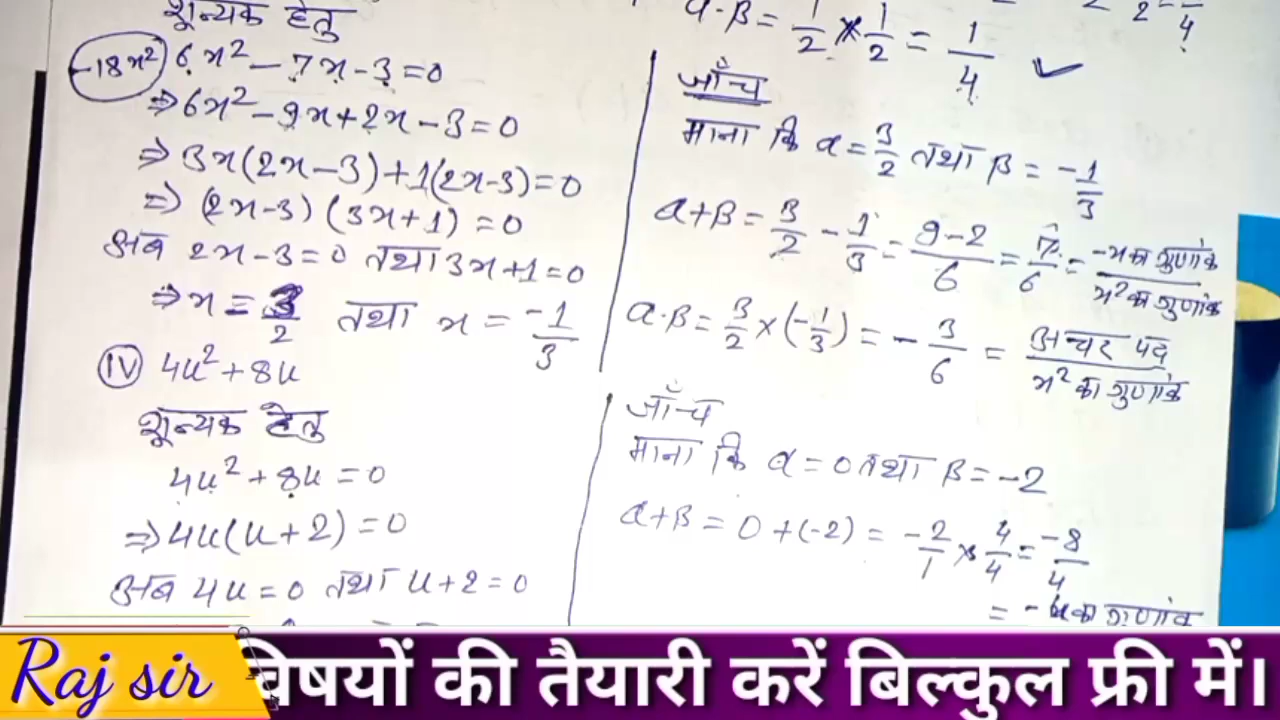 शून्यक हेतु
-18x² 6x² - 7x - 3 = 0
⇒ 6x² - 9x + 2x - 3 = 0
⇒ 3x(2x - 3) + 1(2x - 3) = 0
⇒ (2x - 3) (3x + 1) = 0
अब 2x - 3 = 0 तथा 3x + 1 = 0
⇒ x = 3/2 तथा x = -1/3
(IV) 4u² + 8u
शून्यक हेतु
4u² + 8u = 0
⇒ 4u(u + 2) = 0
अब 4u = 0 तथा u + 2 = 0
α·β = 1/2 × 1/2 = 1/4 ✓
जाँच
माना कि α = 3/2 तथा β = -1/3
α + β = 3/2 - 1/3 = 9-2/6 = 7/6 = -x का गुणांक/x² का गुणांक
α·β = 3/2 × (-1/3) = -3/6 = अचर पद/x² का गुणांक
जाँच
माना कि α = 0 तथा β = -2
α + β = 0 + (-2) = -2/1 × 4/4 = -8/4
= -u का गुणांक
Raj sir
विषयों की तैयारी करें बिल्कुल फ्री में।